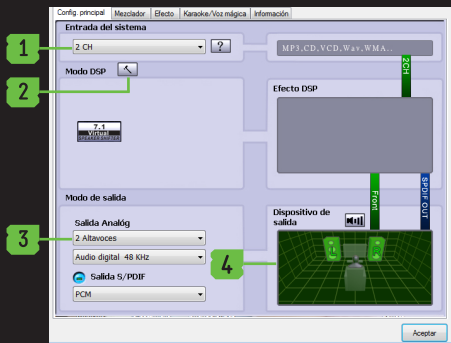 Config. principal Mezclador Efecto Karaoke/Voz mágica Información
Entrada del sistema
1
2 CH
?
MP3,CD,VCD,Wav,WMA..
2CH
2
Modo DSP
Efecto DSP
7.1
Virtual
SPEAKER SHIFTER
Front
SPDIF OUT
Modo de salida
Salida Analóg
Dispositivo de
salida
3
2 Altavoces
L
R
Audio digital 48 KHz
4
Salida S/PDIF
PCM
Aceptar